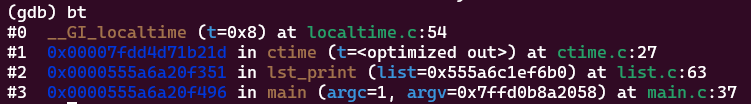 (gdb) bt
#0  __GI_localtime (t=0x8) at localtime.c:54
#1  0x00007fdd4d71b21d in ctime (t=<optimized out>) at ctime.c:27
#2  0x0000555a6a20f351 in lst_print (list=0x555a6c1ef6b0) at list.c:63
#3  0x0000555a6a20f496 in main (argc=1, argv=0x7ffd0b8a2058) at main.c:37